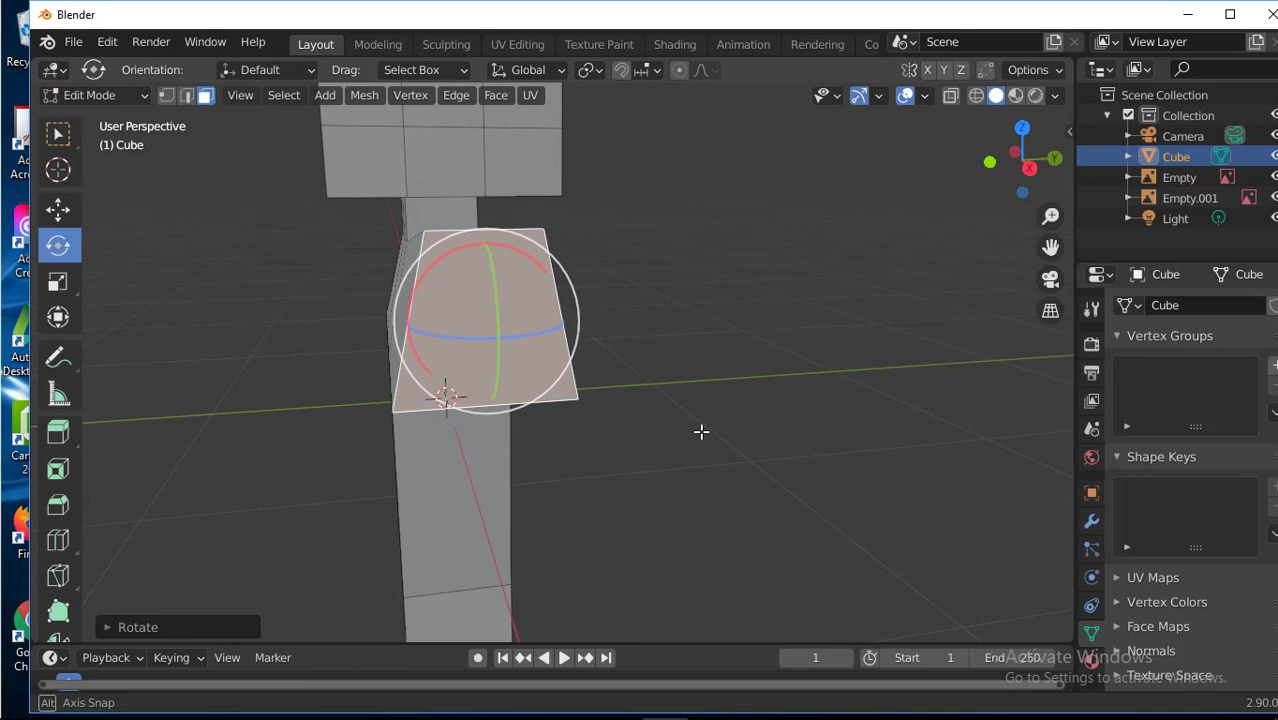 Blender
File Edit Render Window Help Layout Modeling Sculpting UV Editing Texture Paint Shading Animation Rendering Co Scene View Layer
Orientation: Default Drag: Select Box Global X Y Z Options
Edit Mode View Select Add Mesh Vertex Edge Face UV
User Perspective
(1) Cube
Z
Y
X
Scene Collection
Collection
Camera
Cube
Empty
Empty.001
Light
Cube Cube
Cube
Vertex Groups
Shape Keys
UV Maps
Vertex Colors
Face Maps
Normals
Texture Space
Rotate
Playback Keying View Marker 1 Start 1 End 250
Activate Windows
Go to Settings to activate Windows.
Alt Axis Snap 2.90.0